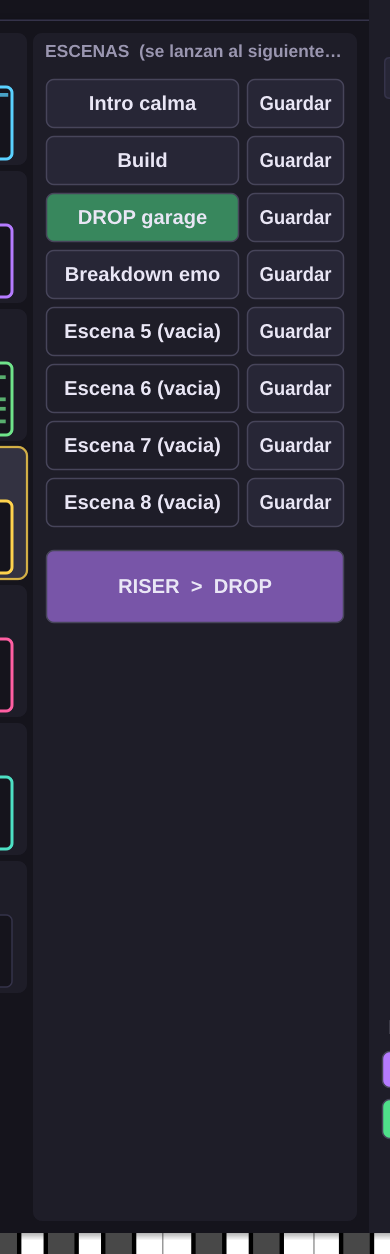 ESCENAS (se lanzan al siguiente...
Intro calma Guardar
Build Guardar
DROP garage Guardar
Breakdown emo Guardar
Escena 5 (vacia) Guardar
Escena 6 (vacia) Guardar
Escena 7 (vacia) Guardar
Escena 8 (vacia) Guardar
RISER > DROP